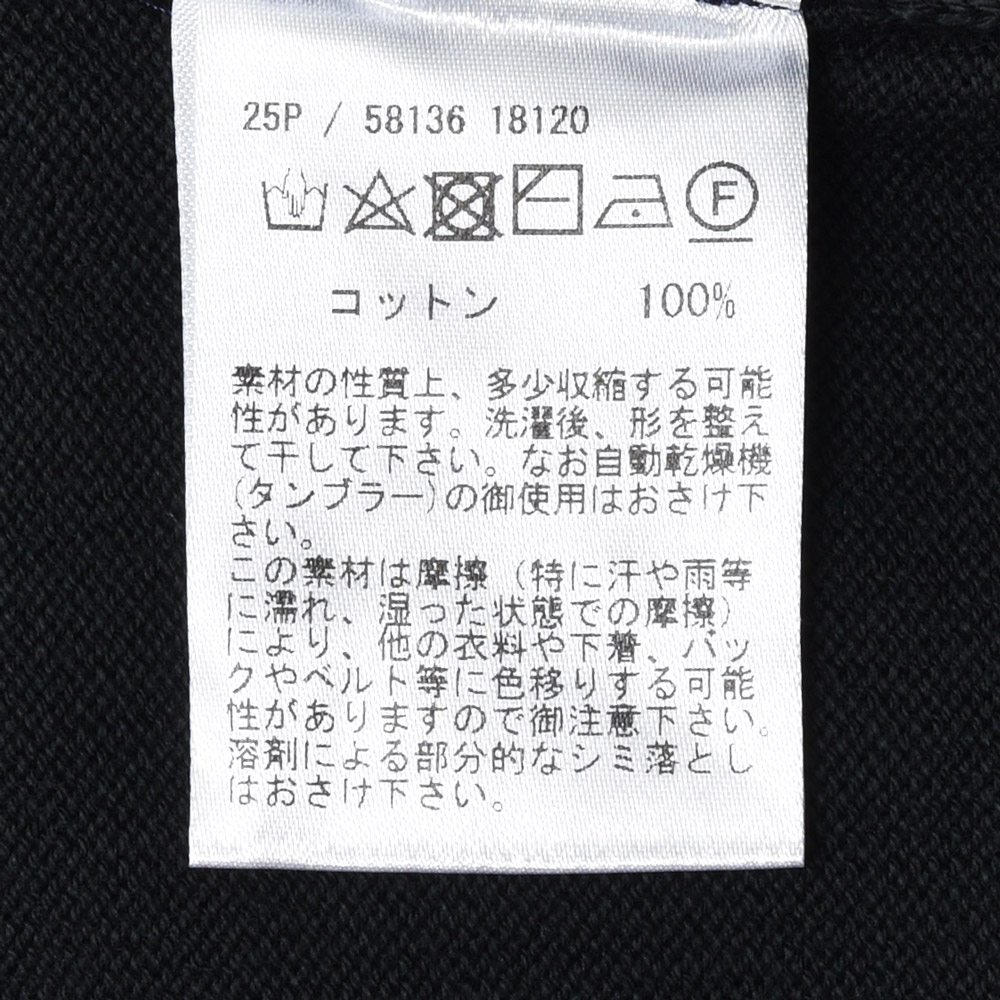 25P / 58136 18120
F
コットン 100%
素材の性質上、多少収縮する可能
性があります。洗濯後、形を整え
て干して下さい。なお自動乾燥機
(タンブラー)の御使用はおさけ下
さい。
この素材は摩擦（特に汗や雨等
に濡れ、湿った状態での摩擦）
により、他の衣料や下着、バッ
クやベルト等に色移りする可能
性がありますので御注意下さい。
溶剤による部分的なシミ落とし
はおさけ下さい。